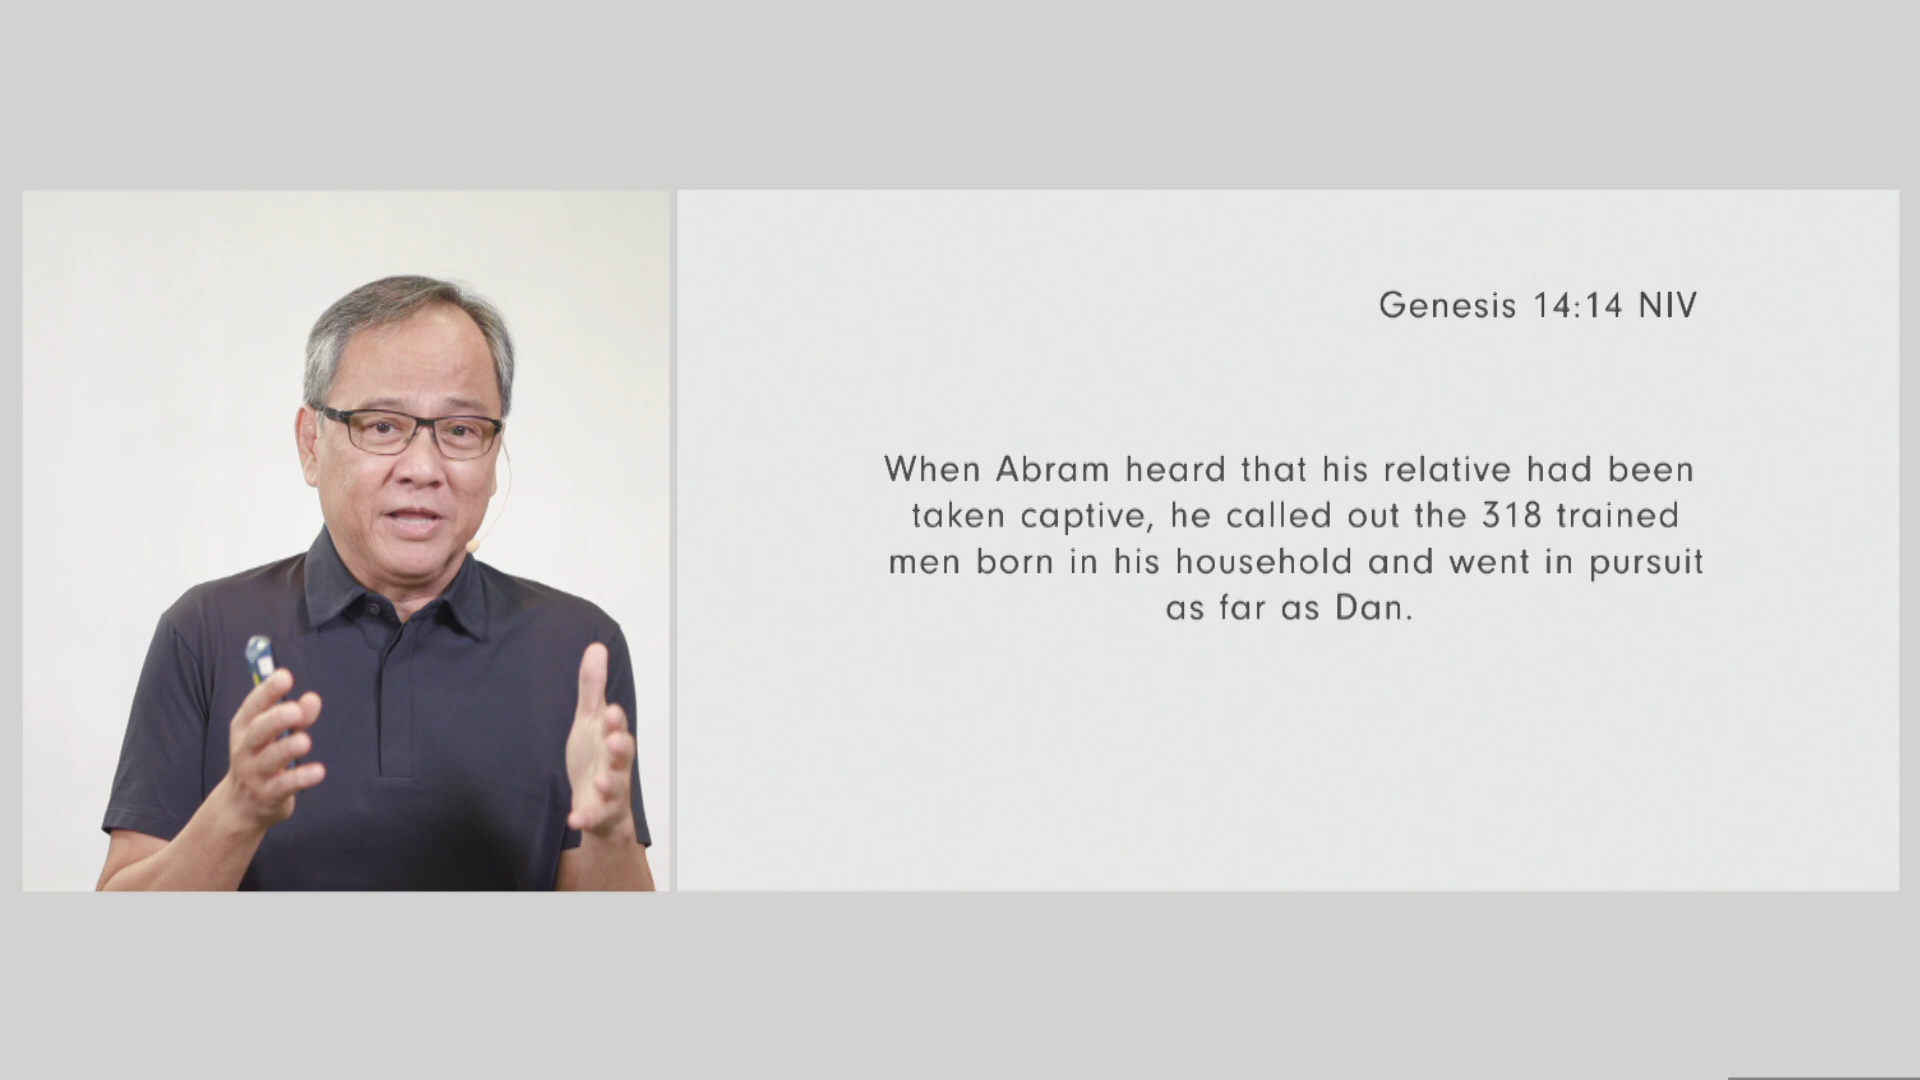 Genesis 14:14 NIV
When Abram heard that his relative had been
taken captive, he called out the 318 trained
men born in his household and went in pursuit
as far as Dan.